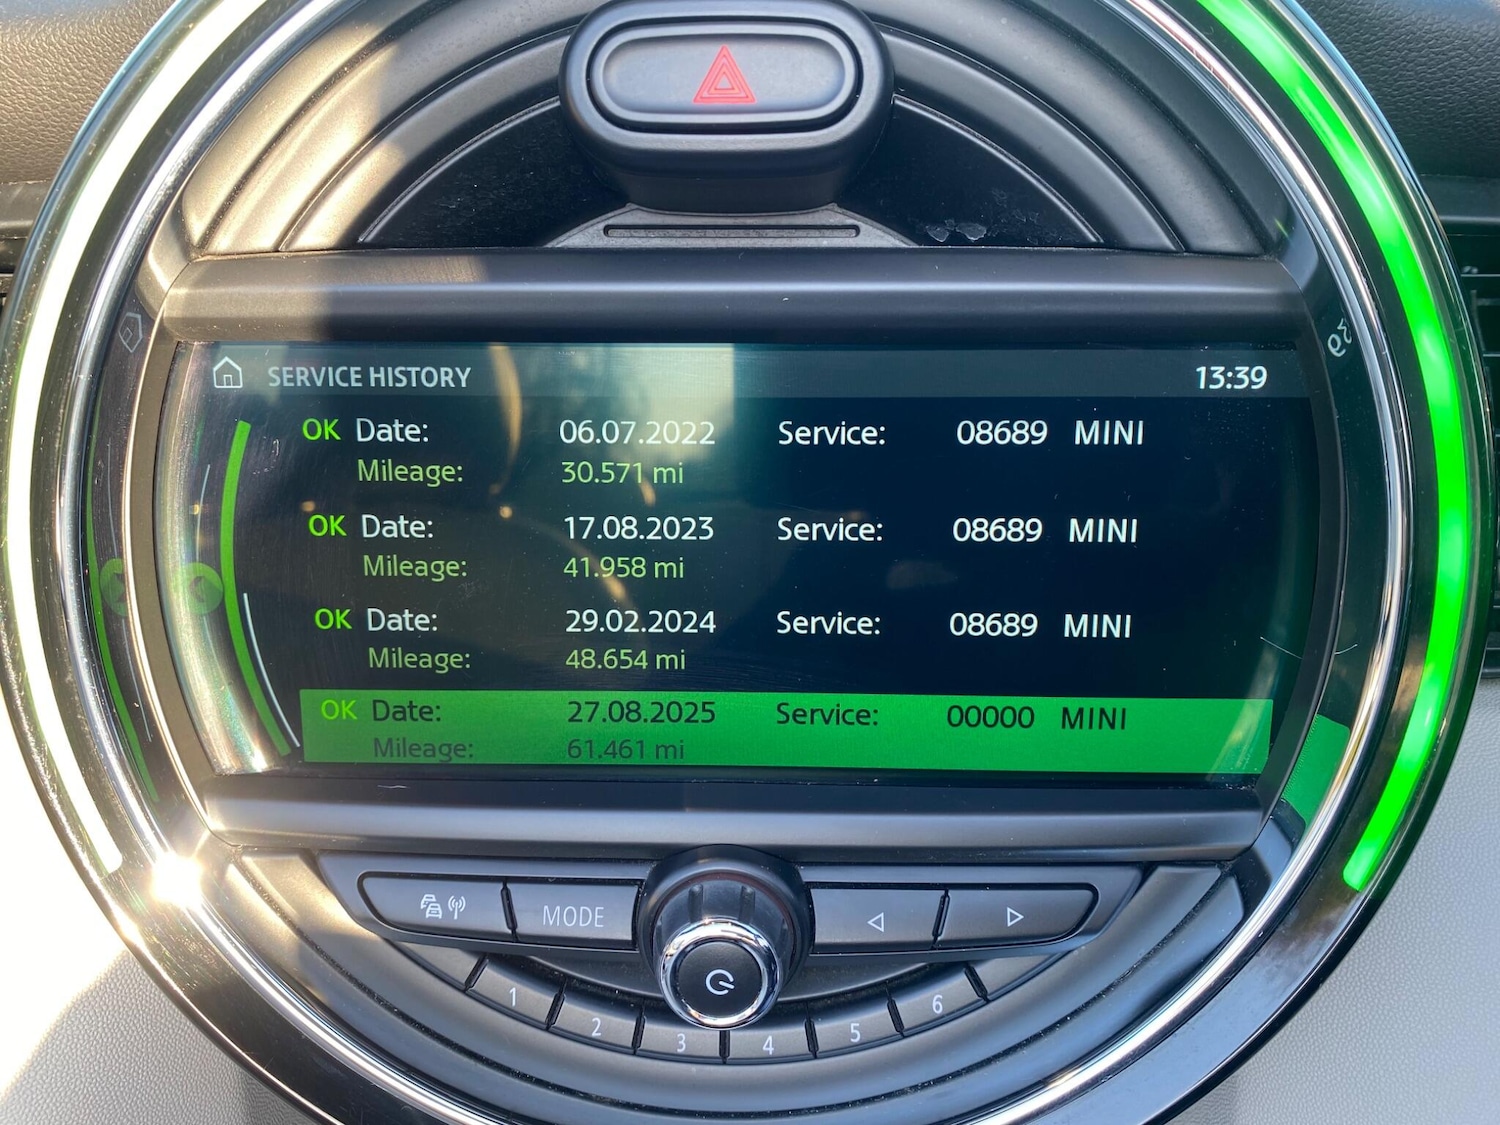 SERVICE HISTORY 13:39
OK Date: 06.07.2022 Service: 08689 MINI
Mileage: 30.571 mi
OK Date: 17.08.2023 Service: 08689 MINI
Mileage: 41.958 mi
OK Date: 29.02.2024 Service: 08689 MINI
Mileage: 48.654 mi
OK Date: 27.08.2025 Service: 00000 MINI
Mileage: 61.461 mi
MODE
1 2 3 4 5 6